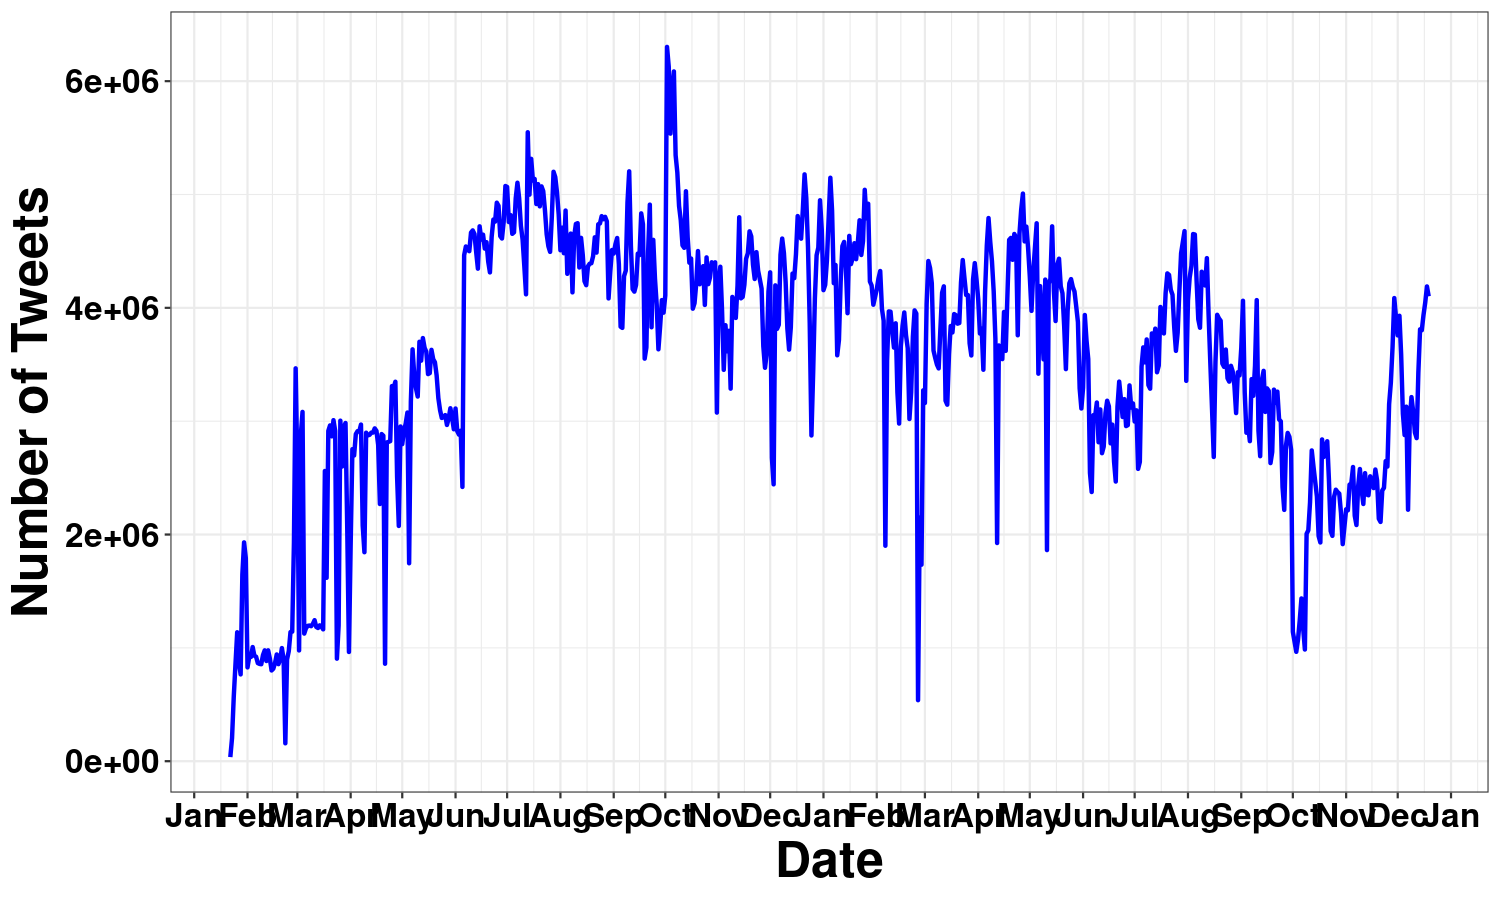 Number of Tweets
6e+06
4e+06
2e+06
0e+00
Jan Feb Mar Apr May Jun Jul Aug Sep Oct Nov Dec Jan Feb Mar Apr May Jun Jul Aug Sep Oct Nov Dec Jan
Date